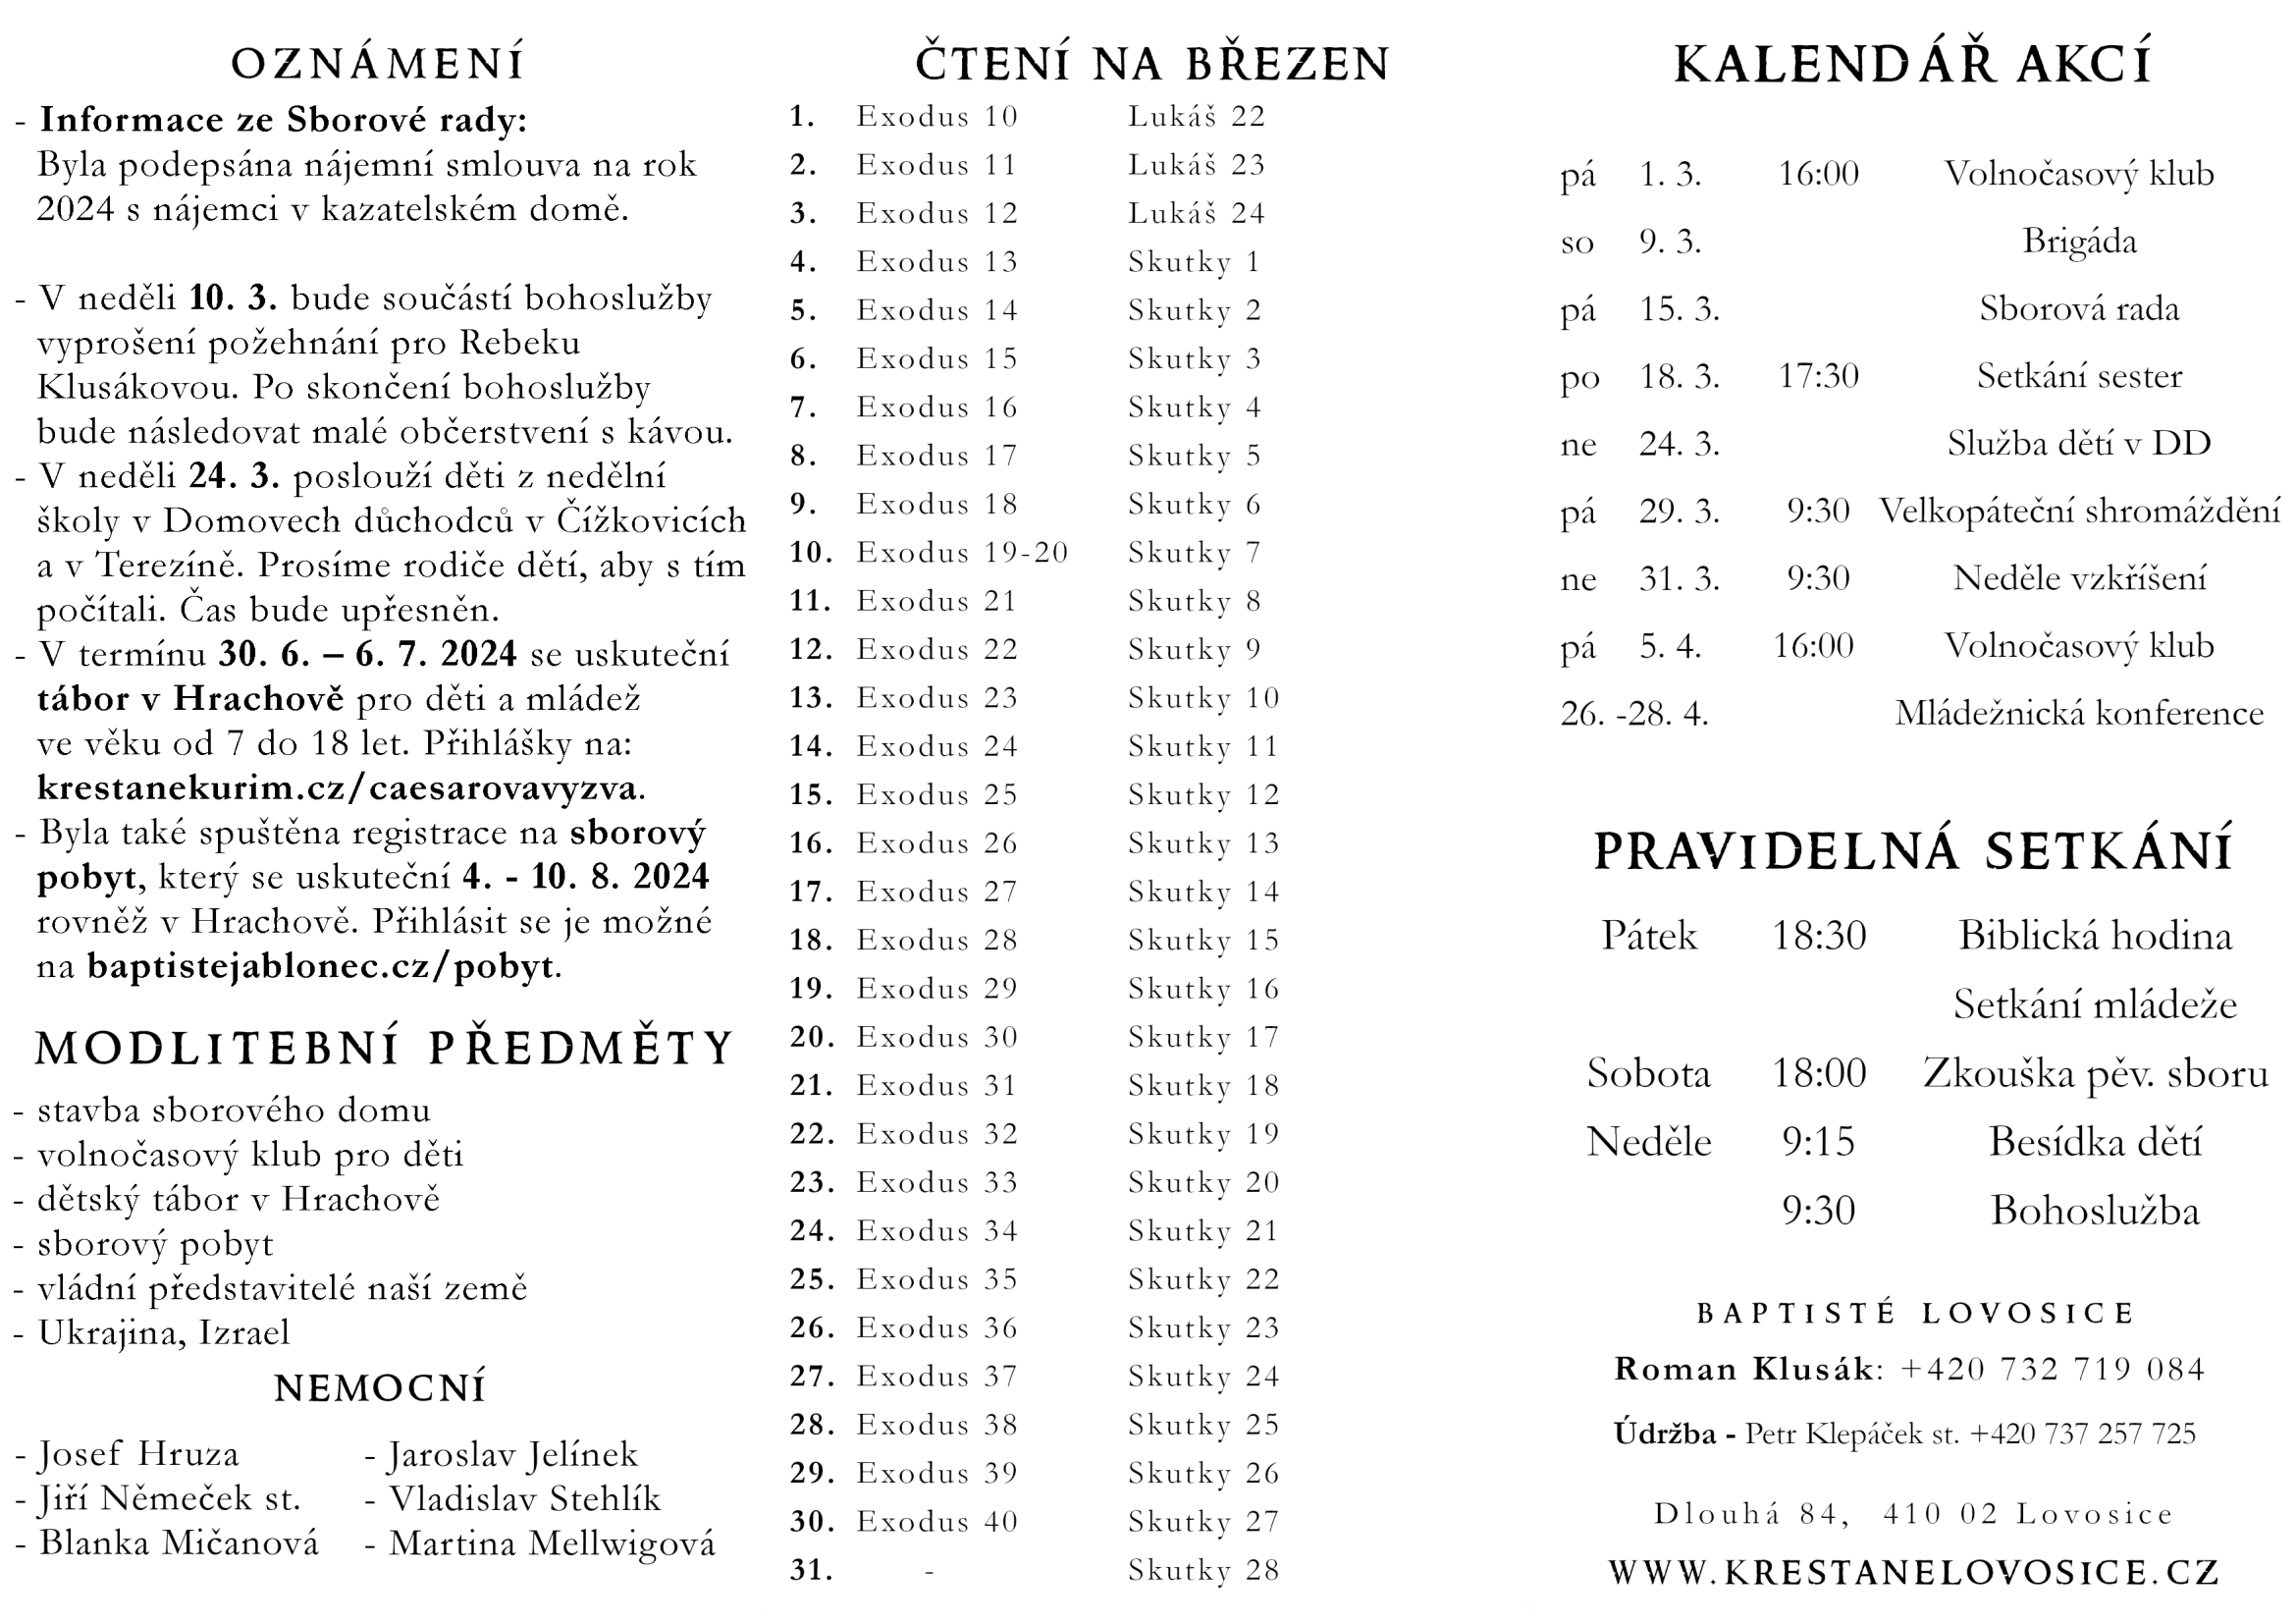 OZNÁMENÍ
- Informace ze Sborové rady:
Byla podepsána nájemní smlouva na rok
2024 s nájemci v kazatelském domě.
- V neděli 10. 3. bude součástí bohoslužby
vyprošení požehnání pro Rebeku
Klusákovou. Po skončení bohoslužby
bude následovat malé občerstvení s kávou.
- V neděli 24. 3. poslouží děti z nedělní
školy v Domovech důchodců v Čížkovicích
a v Terezíně. Prosíme rodiče dětí, aby s tím
počítali. Čas bude upřesněn.
- V termínu 30. 6. – 6. 7. 2024 se uskuteční
tábor v Hrachově pro děti a mládež
ve věku od 7 do 18 let. Přihlášky na:
krestanekurim.cz/caesarovavyzva.
- Byla také spuštěna registrace na sborový
pobyt, který se uskuteční 4. - 10. 8. 2024
rovněž v Hrachově. Přihlásit se je možné
na baptistejablonec.cz/pobyt.
MODLITEBNÍ PŘEDMĚTY
- stavba sborového domu
- volnočasový klub pro děti
- dětský tábor v Hrachově
- sborový pobyt
- vládní představitelé naší země
- Ukrajina, Izrael
NEMOCNÍ
- Josef Hruza - Jaroslav Jelínek
- Jiří Němeček st. - Vladislav Stehlík
- Blanka Mičanová - Martina Mellwigová
ČTENÍ NA BŘEZEN
1. Exodus 10 Lukáš 22
2. Exodus 11 Lukáš 23
3. Exodus 12 Lukáš 24
4. Exodus 13 Skutky 1
5. Exodus 14 Skutky 2
6. Exodus 15 Skutky 3
7. Exodus 16 Skutky 4
8. Exodus 17 Skutky 5
9. Exodus 18 Skutky 6
10. Exodus 19-20 Skutky 7
11. Exodus 21 Skutky 8
12. Exodus 22 Skutky 9
13. Exodus 23 Skutky 10
14. Exodus 24 Skutky 11
15. Exodus 25 Skutky 12
16. Exodus 26 Skutky 13
17. Exodus 27 Skutky 14
18. Exodus 28 Skutky 15
19. Exodus 29 Skutky 16
20. Exodus 30 Skutky 17
21. Exodus 31 Skutky 18
22. Exodus 32 Skutky 19
23. Exodus 33 Skutky 20
24. Exodus 34 Skutky 21
25. Exodus 35 Skutky 22
26. Exodus 36 Skutky 23
27. Exodus 37 Skutky 24
28. Exodus 38 Skutky 25
29. Exodus 39 Skutky 26
30. Exodus 40 Skutky 27
31. - Skutky 28
KALENDÁŘ AKCÍ
pá 1. 3. 16:00 Volnočasový klub
so 9. 3. Brigáda
pá 15. 3. Sborová rada
po 18. 3. 17:30 Setkání sester
ne 24. 3. Služba dětí v DD
pá 29. 3. 9:30 Velkopáteční shromáždění
ne 31. 3. 9:30 Neděle vzkříšení
pá 5. 4. 16:00 Volnočasový klub
26. -28. 4. Mládežnická konference
PRAVIDELNÁ SETKÁNÍ
Pátek 18:30 Biblická hodina
Setkání mládeže
Sobota 18:00 Zkouška pěv. sboru
Neděle 9:15 Besídka dětí
9:30 Bohoslužba
BAPTISTÉ LOVOSICE
Roman Klusák: +420 732 719 084
Údržba - Petr Klepáček st. +420 737 257 725
Dlouhá 84, 410 02 Lovosice
WWW.KRESTANELOVOSICE.CZ